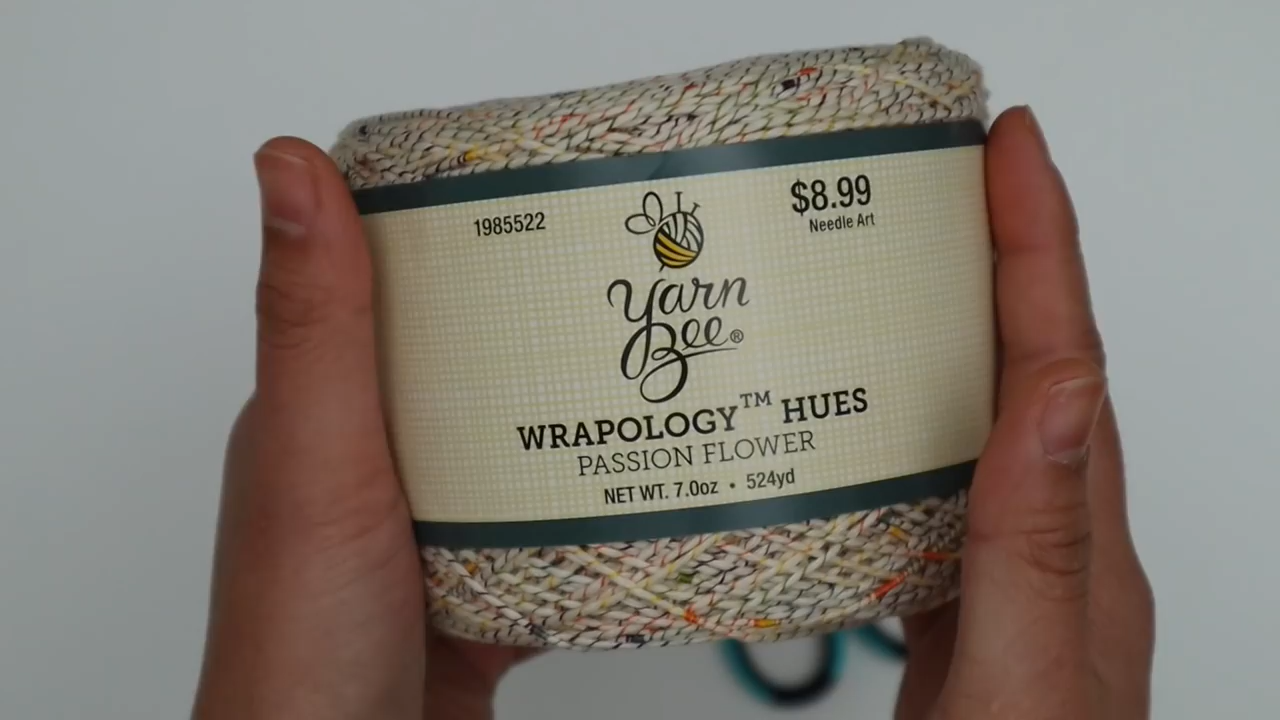 1985522
$8.99
Needle Art
Yarn
Bee®
WRAPOLOGY™ HUES
PASSION FLOWER
NET WT. 7.0oz • 524yd